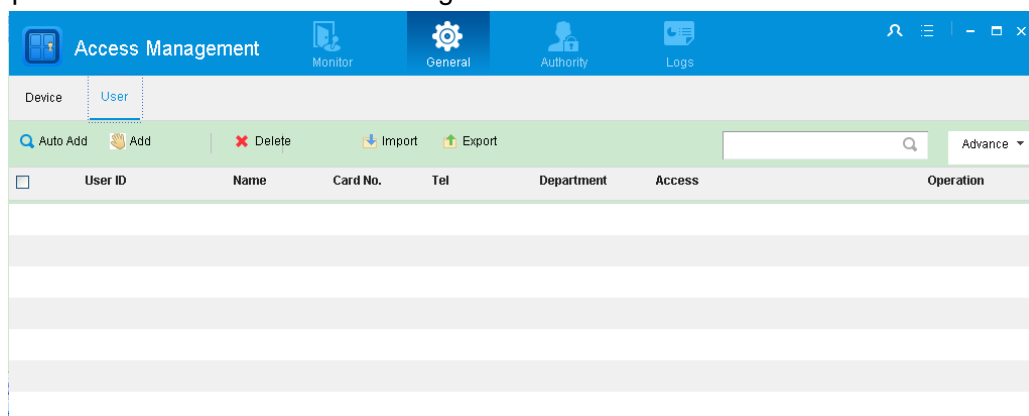 Access Management Monitor General Authority Logs
Device User
Auto Add Add Delete Import Export Advance
User ID Name Card No. Tel Department Access Operation